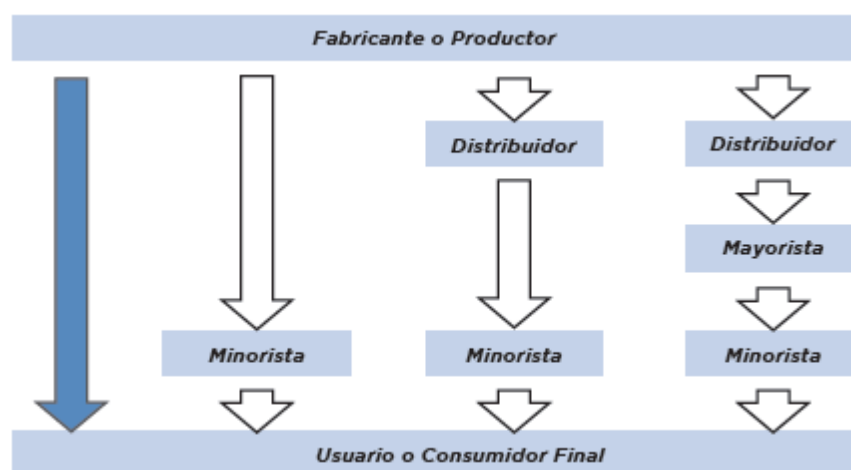 Fabricante o Productor
Distribuidor
Distribuidor
Mayorista
Minorista
Minorista
Minorista
Usuario o Consumidor Final